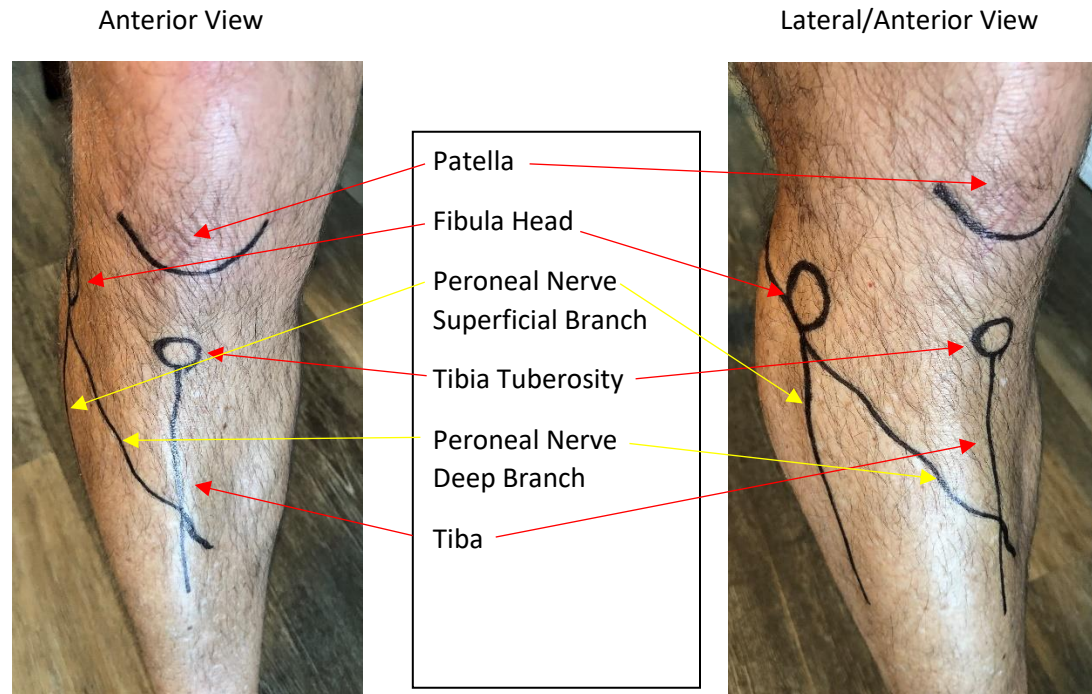 Anterior View
Lateral/Anterior View
Patella
Fibula Head
Peroneal Nerve
Superficial Branch
Tibia Tuberosity
Peroneal Nerve
Deep Branch
Tiba